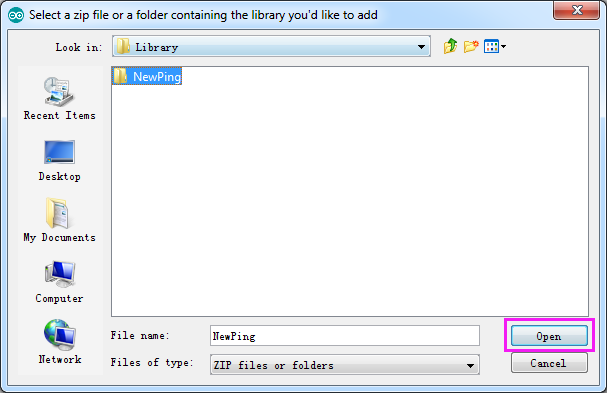 Select a zip file or a folder containing the library you'd like to add
Look in: Library
NewPing
Recent Items
Desktop
My Documents
Computer
Network
File name: NewPing Open
Files of type: ZIP files or folders Cancel